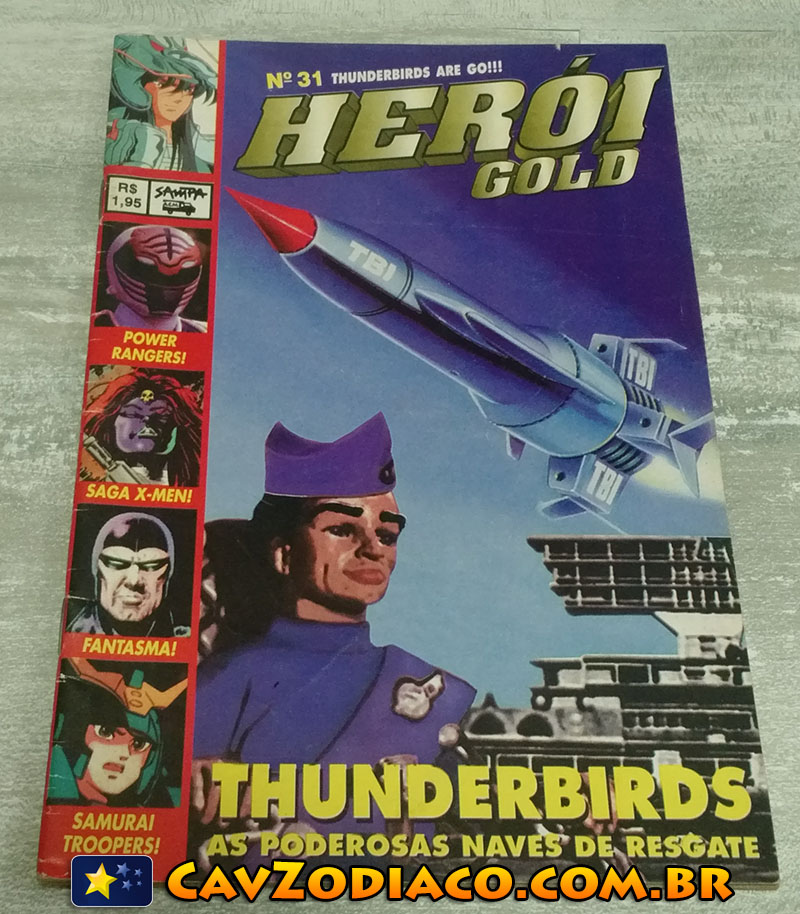 Nº 31 THUNDERBIRDS ARE GO!!!
HERÓI
GOLD
R$
1,95
SAMPA
TB1
TB1
TB1
POWER
RANGERS!
SAGA X-MEN!
FANTASMA!
SAMURAI
TROOPERS!
THUNDERBIRDS
AS PODEROSAS NAVES DE RESGATE
CAVZODIACO.COM.BR